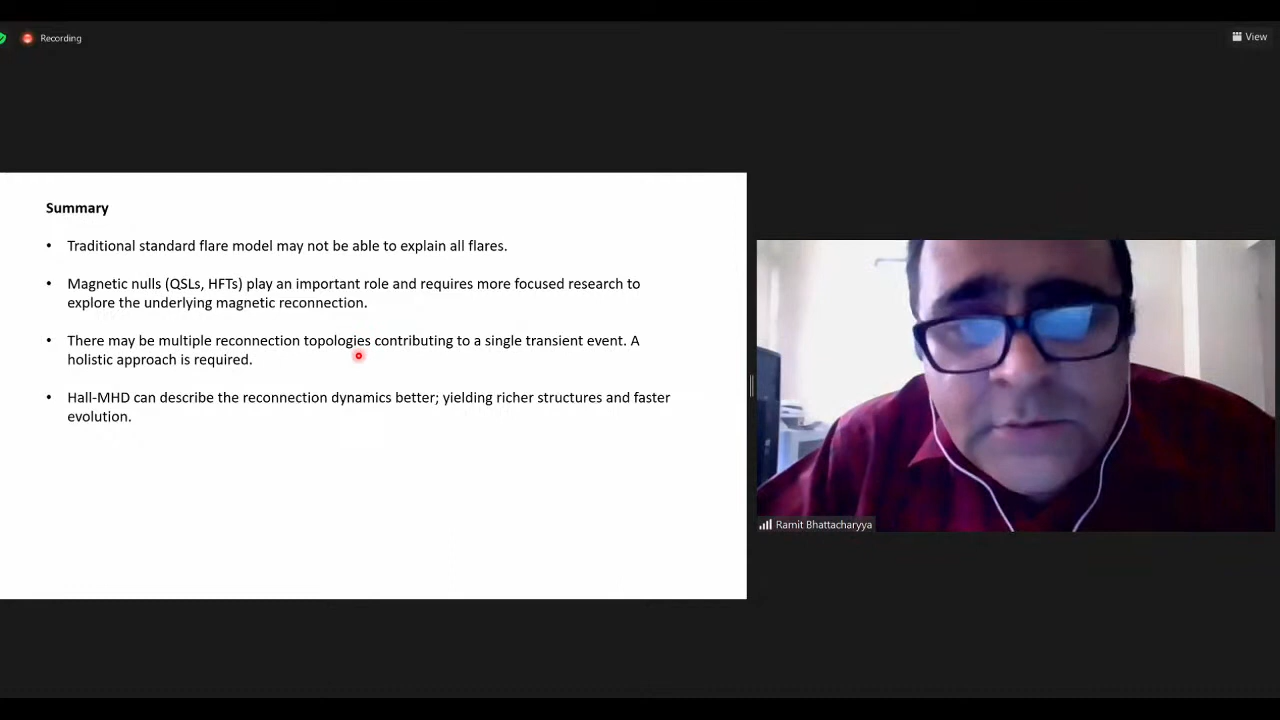 Recording
View
Summary
• Traditional standard flare model may not be able to explain all flares.
• Magnetic nulls (QSLs, HFTs) play an important role and requires more focused research to
explore the underlying magnetic reconnection.
• There may be multiple reconnection topologies contributing to a single transient event. A
holistic approach is required.
• Hall-MHD can describe the reconnection dynamics better; yielding richer structures and faster
evolution.
Ramit Bhattacharyya